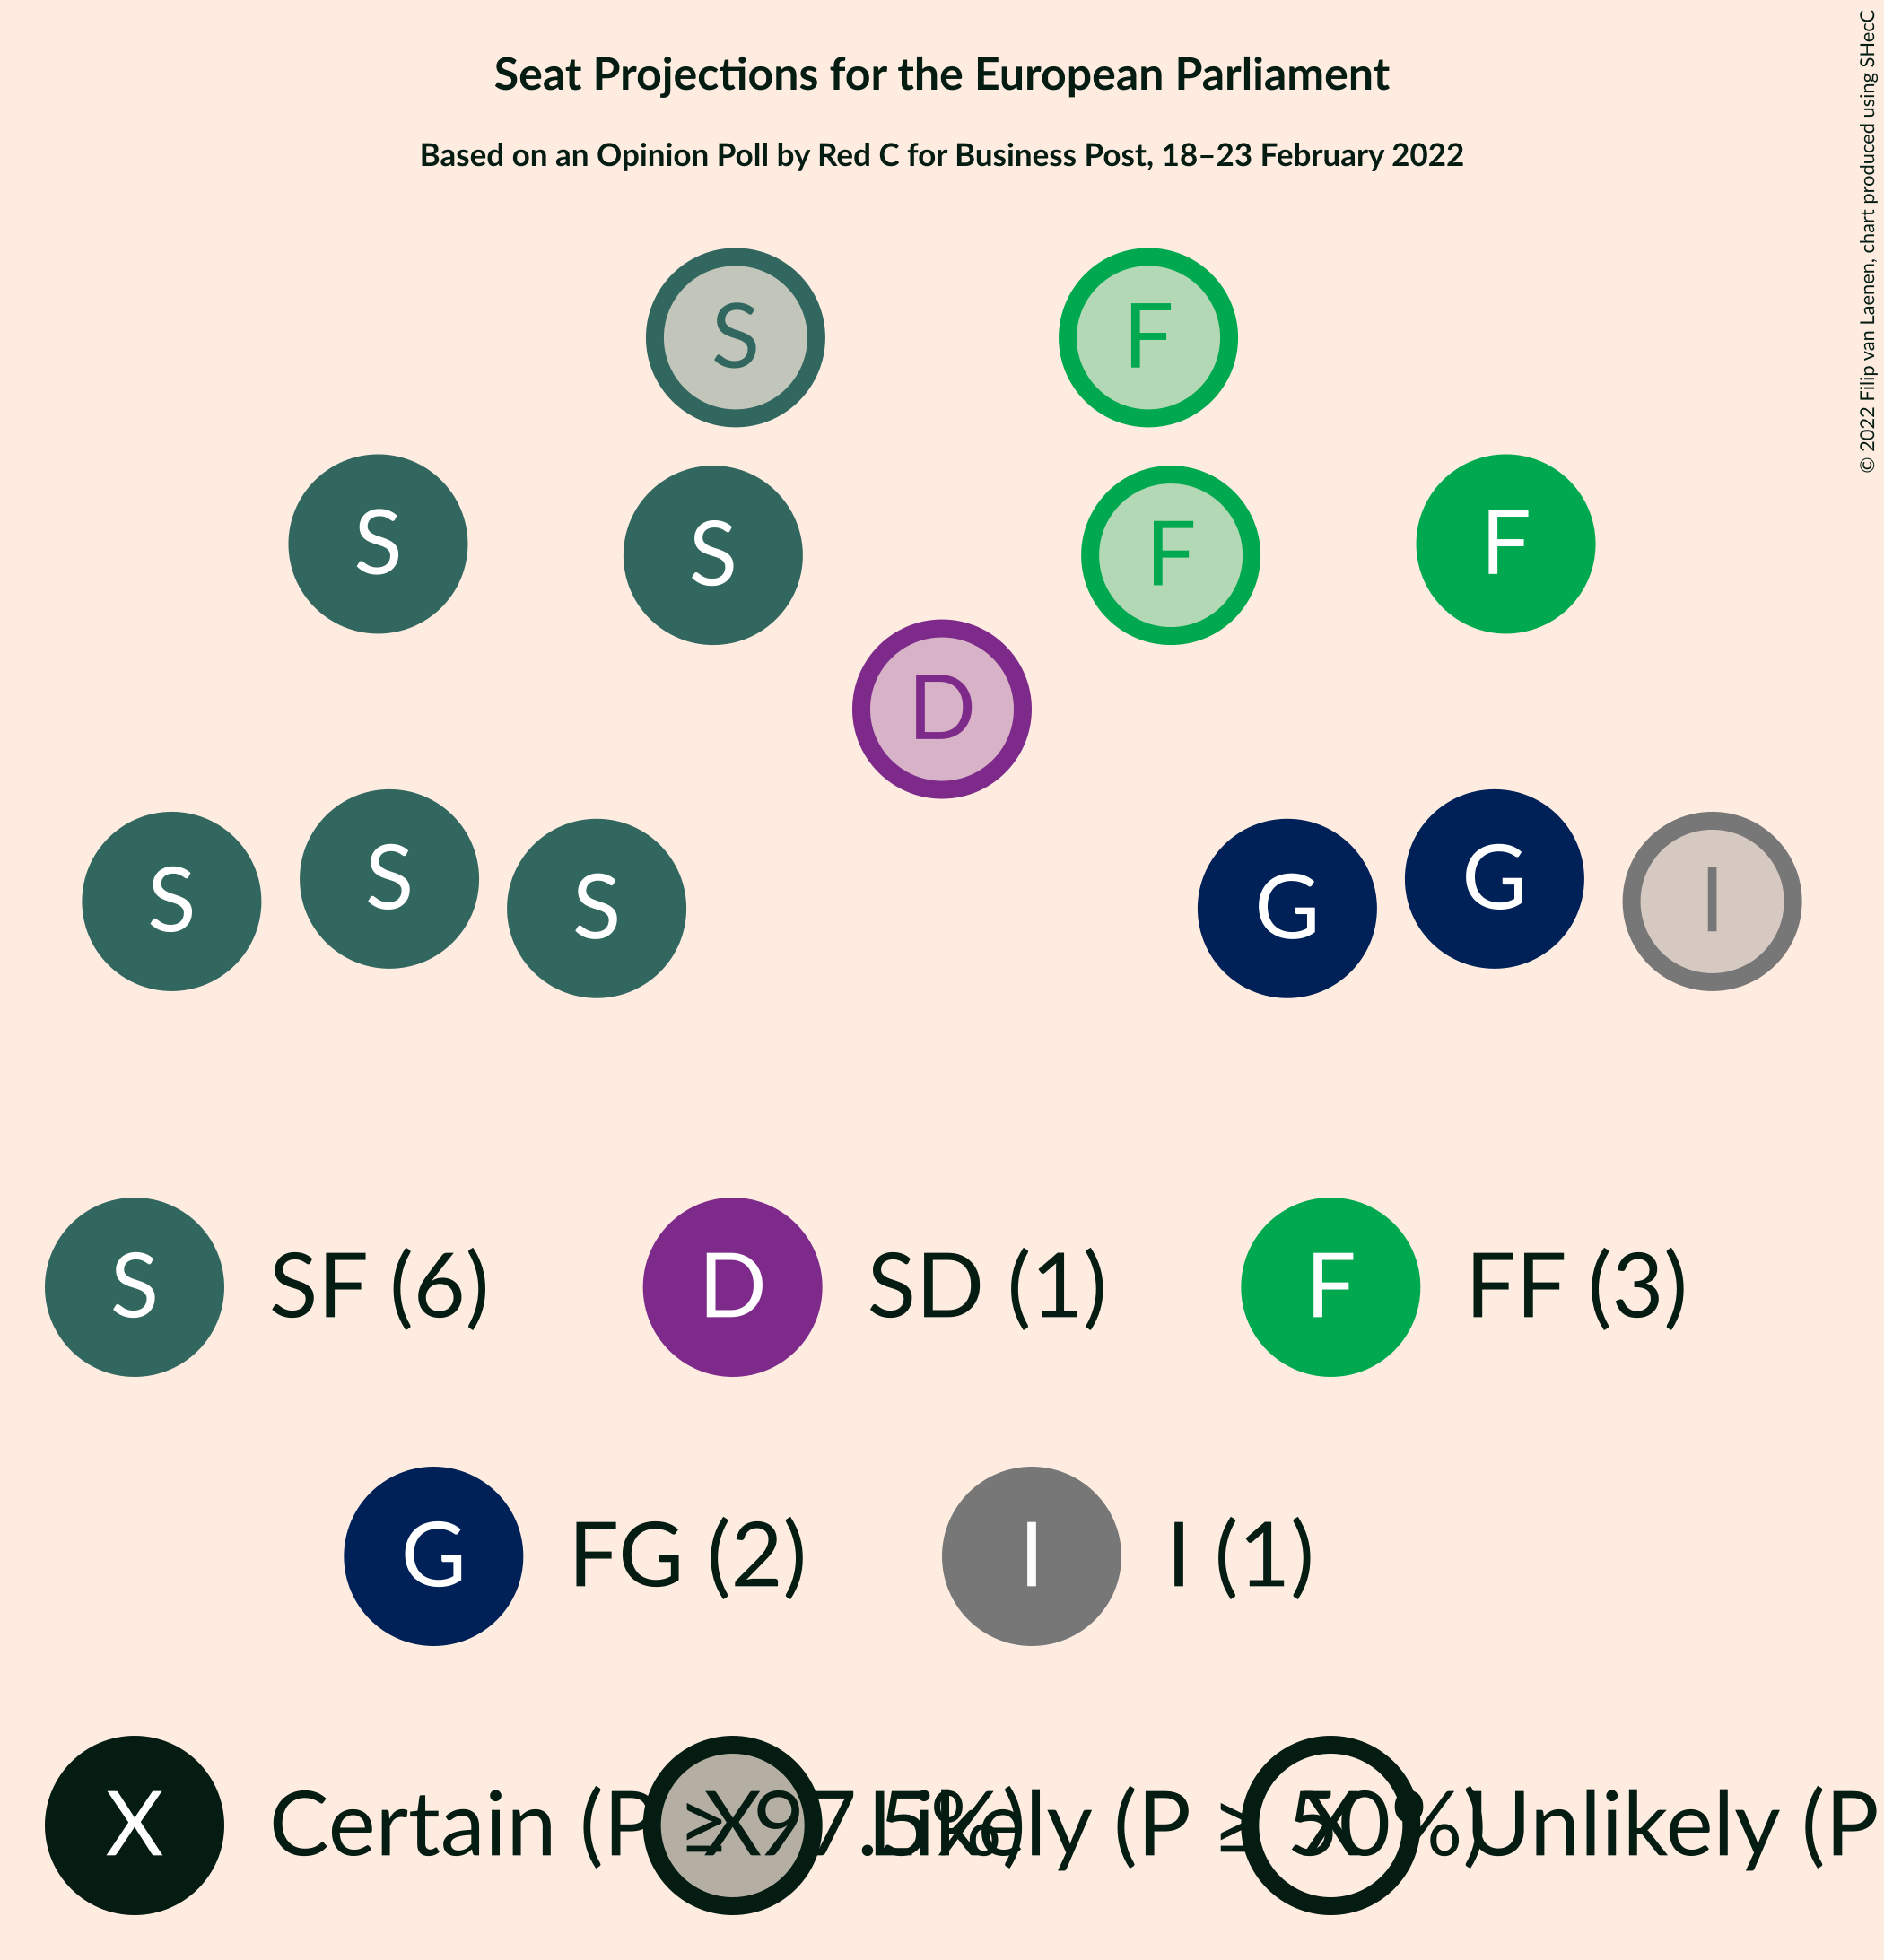 Seat Projections for the European Parliament
Based on an Opinion Poll by Red C for Business Post, 18–23 February 2022
© 2022 Filip van Laenen, chart produced using SHecC
S F
S S F F
D
S S S G G I
S SF (6) D SD (1) F FF (3)
G FG (2) I I (1)
X Certain (P ≥ 97.5%) X Likely (P ≥ 50%) X Unlikely (P